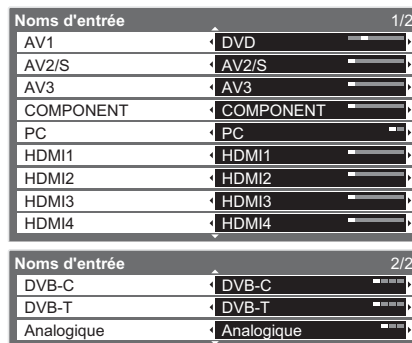 Noms d'entrée 1/2
AV1 DVD
AV2/S AV2/S
AV3 AV3
COMPONENT COMPONENT
PC PC
HDMI1 HDMI1
HDMI2 HDMI2
HDMI3 HDMI3
HDMI4 HDMI4
Noms d'entrée 2/2
DVB-C DVB-C
DVB-T DVB-T
Analogique Analogique